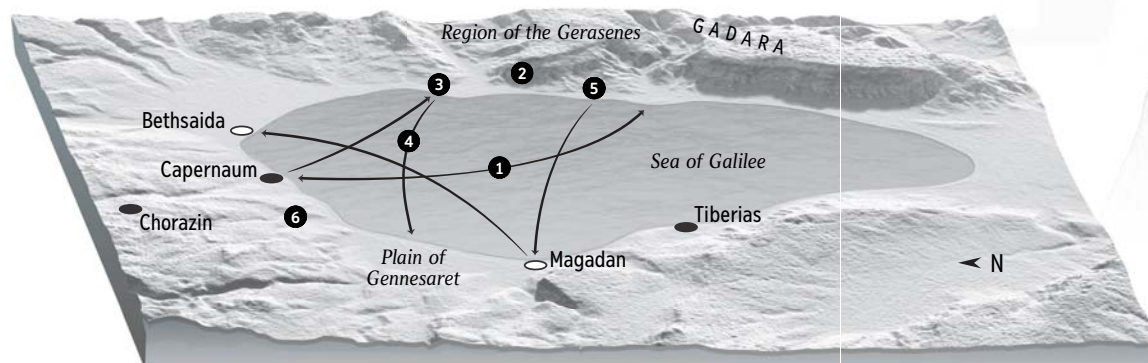 Region of the Gerasenes
GADARA
2
3
5
Bethsaida
4
Capernaum
1
Sea of Galilee
Chorazin
6
Tiberias
Plain of
Gennesaret
Magadan
N